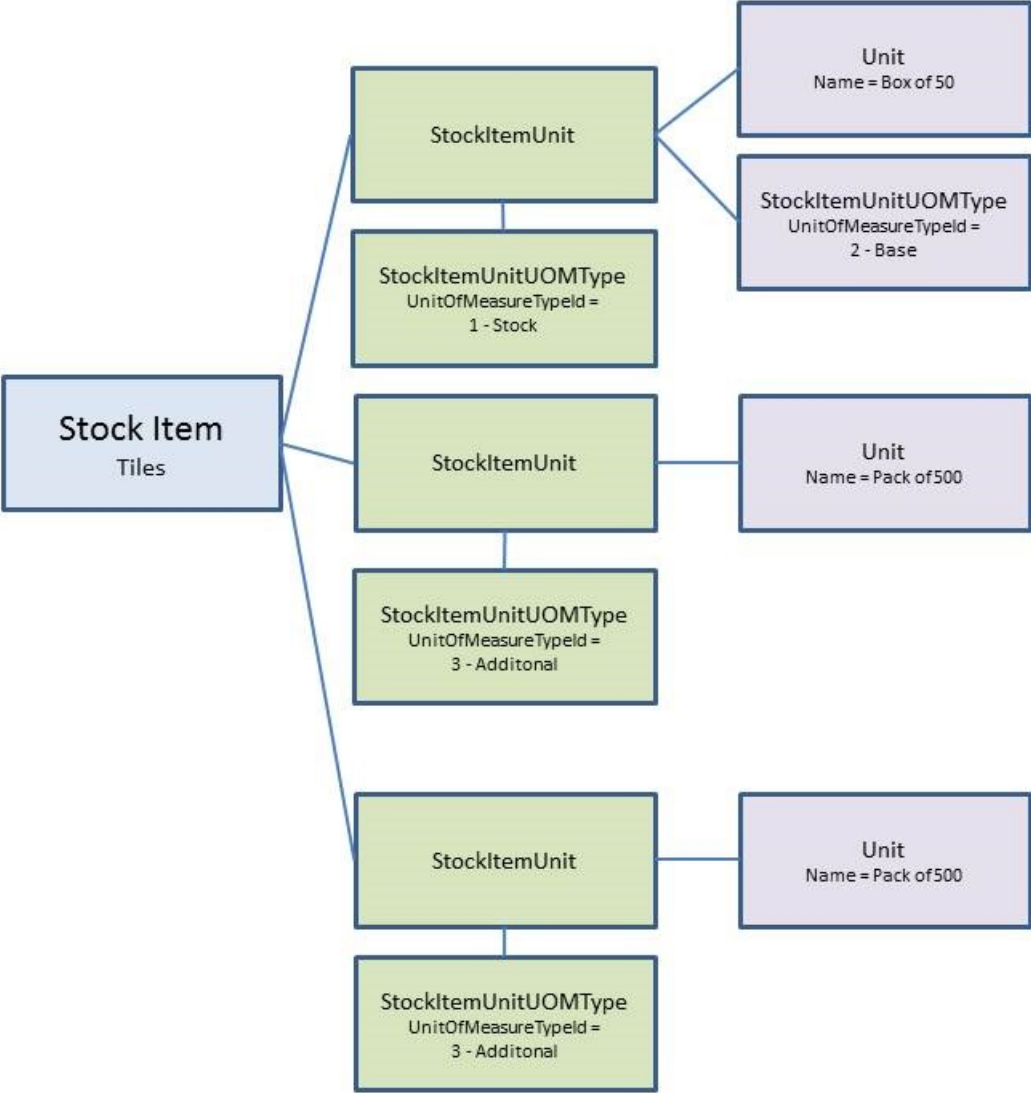 Unit
Name = Box of 50
StockItemUnit
StockItemUnitUOMType
UnitOfMeasureTypeId =
2 - Base
StockItemUnitUOMType
UnitOfMeasureTypeId =
1 - Stock
Stock Item
Tiles
StockItemUnit
Unit
Name = Pack of 500
StockItemUnitUOMType
UnitOfMeasureTypeId =
3 - Additonal
StockItemUnit
Unit
Name = Pack of 500
StockItemUnitUOMType
UnitOfMeasureTypeId =
3 - Additonal